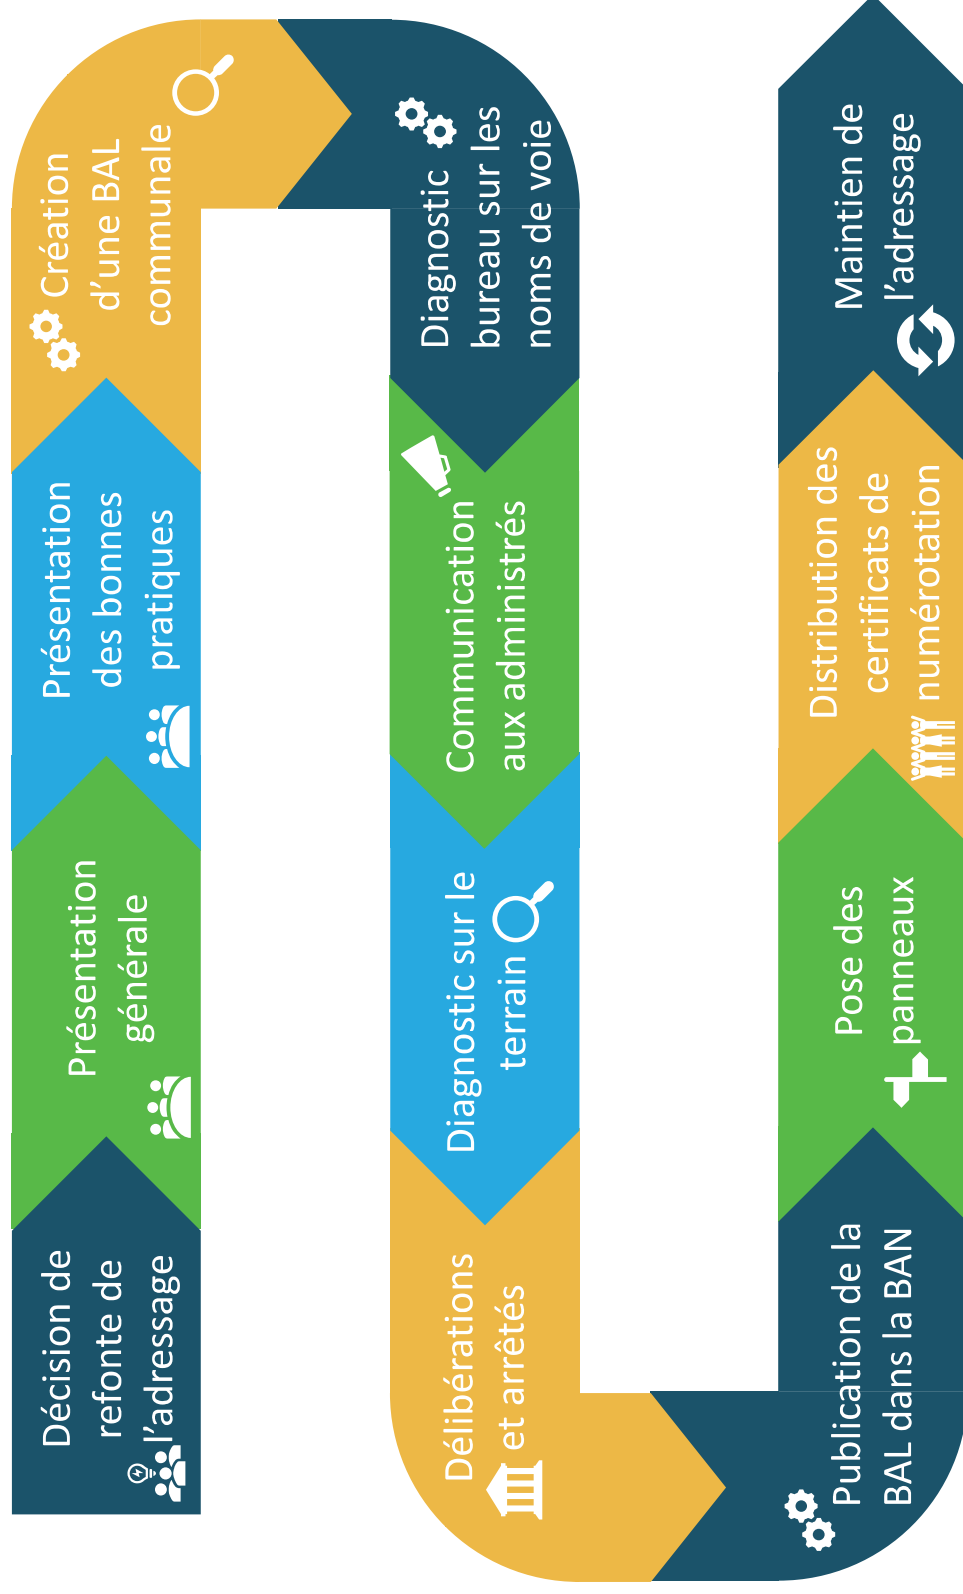 Décision de
refonte de
l’adressage
Présentation
générale
Présentation
des bonnes
pratiques
Création
d’une BAL
communale
Diagnostic
bureau sur les
noms de voie
Communication
aux administrés
Diagnostic sur le
terrain
Délibérations
et arrêtés
Publication de la
BAL dans la BAN
Pose des
panneaux
Distribution des
certificats de
numérotation
Maintien de
l’adressage